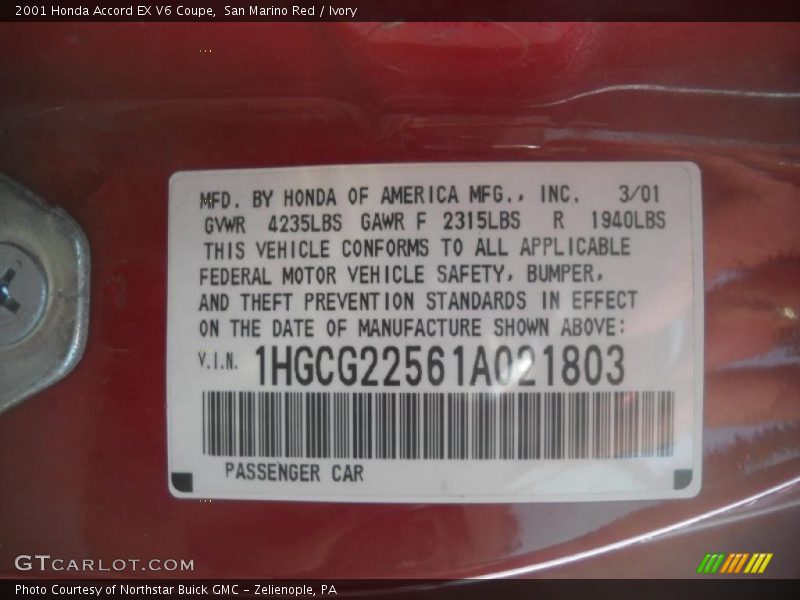 2001 Honda Accord EX V6 Coupe, San Marino Red / Ivory
MFD. BY HONDA OF AMERICA MFG., INC. 3/01
GVWR 4235LBS GAWR F 2315LBS R 1940LBS
THIS VEHICLE CONFORMS TO ALL APPLICABLE
FEDERAL MOTOR VEHICLE SAFETY, BUMPER,
AND THEFT PREVENTION STANDARDS IN EFFECT
ON THE DATE OF MANUFACTURE SHOWN ABOVE:
V.I.N. 1HGCG22561A021803
PASSENGER CAR
GTCARLOT.COM
Photo Courtesy of Northstar Buick GMC - Zelienople, PA